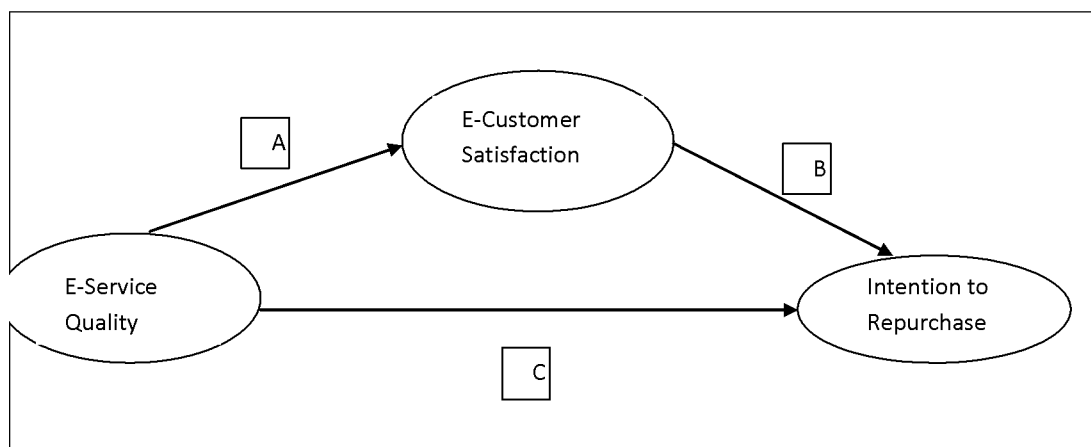 E-Customer
Satisfaction
A
B
E-Service
Quality
Intention to
Repurchase
C